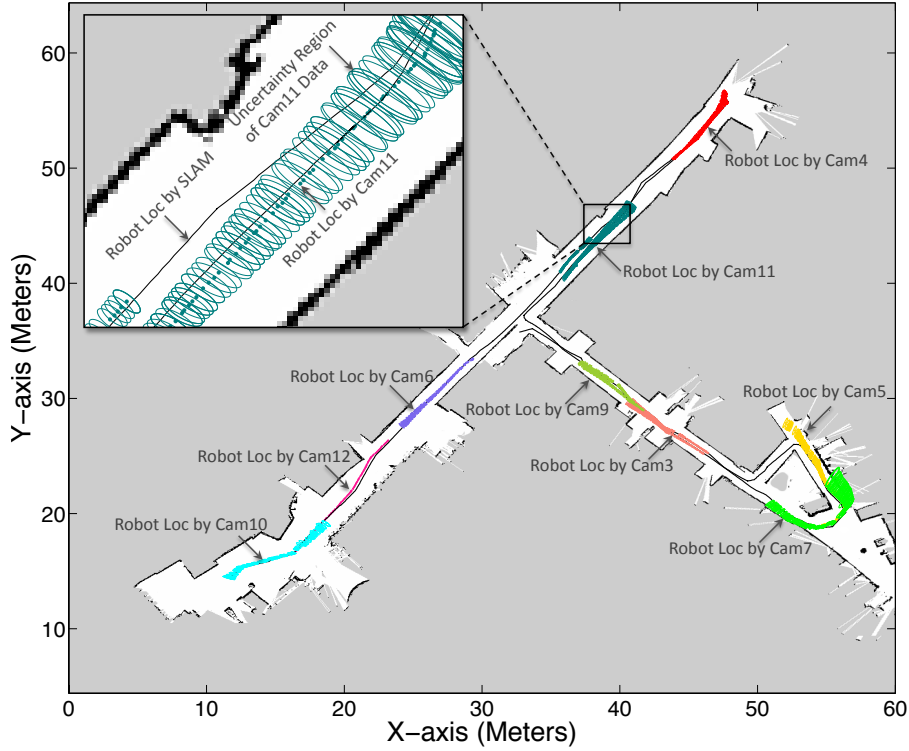 Uncertainty Region
of Cam11 Data
Robot Loc by SLAM
Robot Loc by Cam11
Robot Loc by Cam4
Robot Loc by Cam11
Robot Loc by Cam6
Robot Loc by Cam9
Robot Loc by Cam5
Robot Loc by Cam12
Robot Loc by Cam3
Robot Loc by Cam10
Robot Loc by Cam7
60
50
40
30
20
10
Y−axis (Meters)
0
10
20
30
40
50
60
X−axis (Meters)